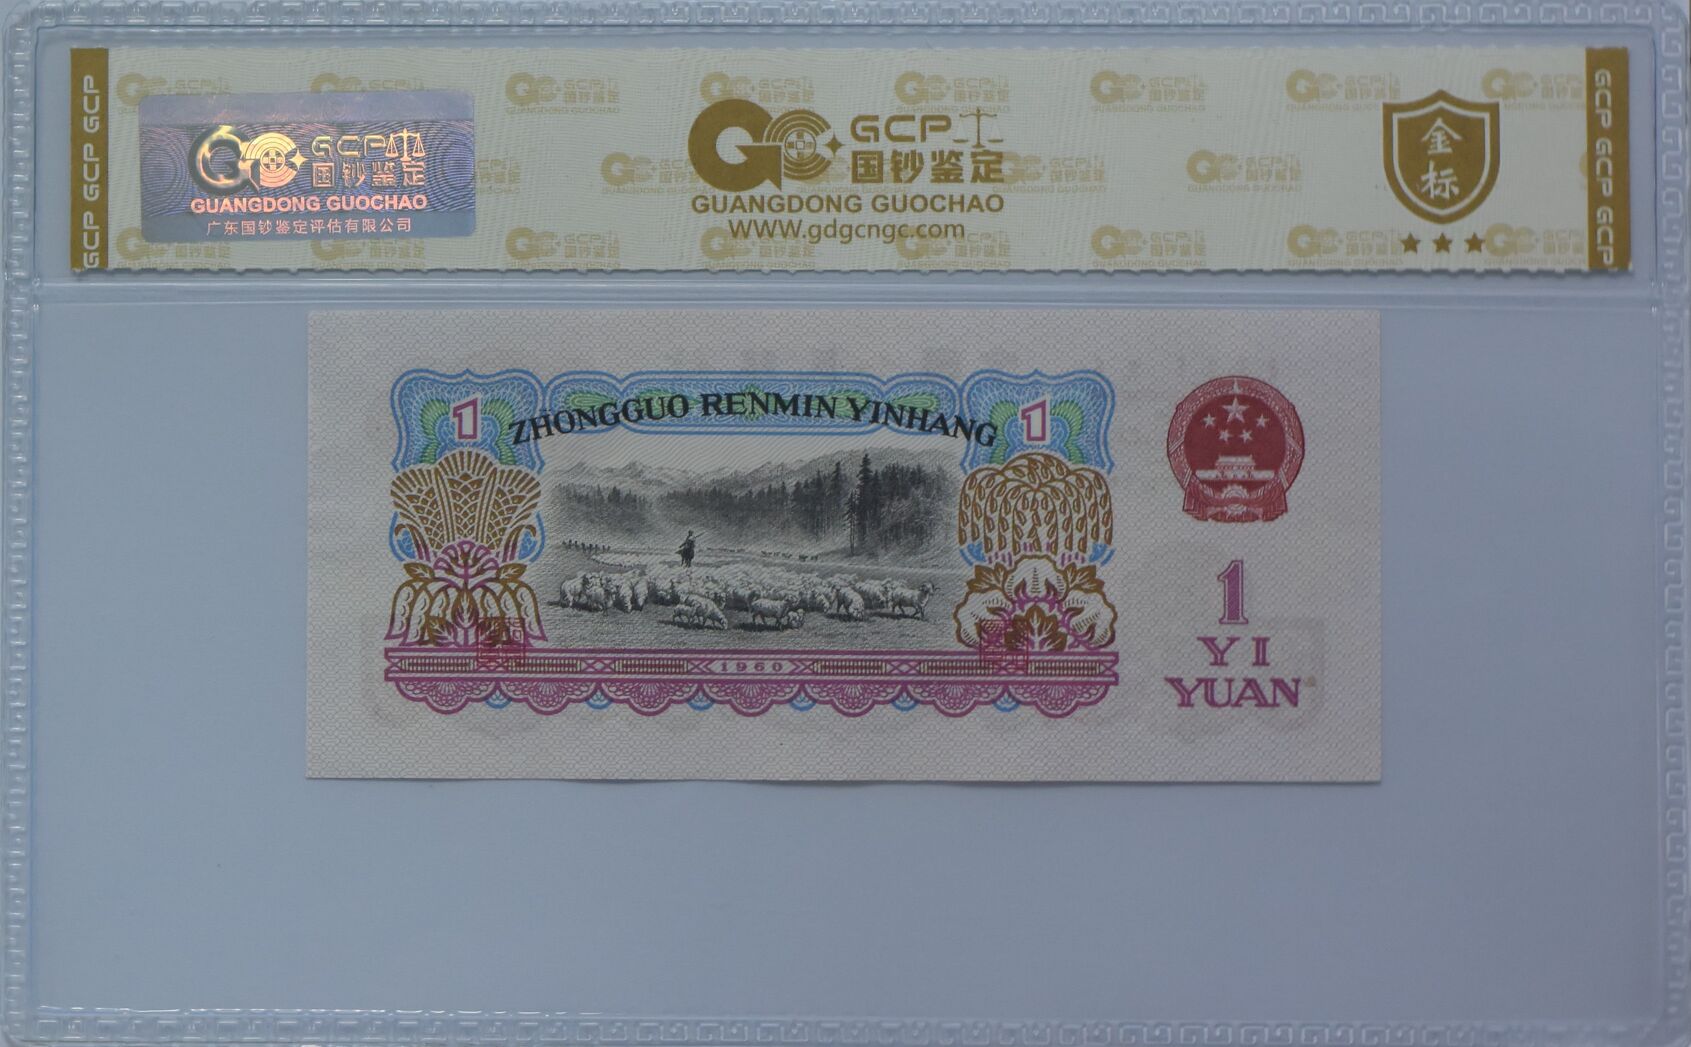 GCP GCP GCP
GCP
国钞鉴定
GUANGDONG GUOCHAO
广东国钞鉴定评估有限公司
GCP
国钞鉴定
GUANGDONG GUOCHAO
www.gdgcngc.com
金标
GCP GCP GCP
ZHONGGUO RENMIN YINHANG
1
1
1960
1
YI
YUAN